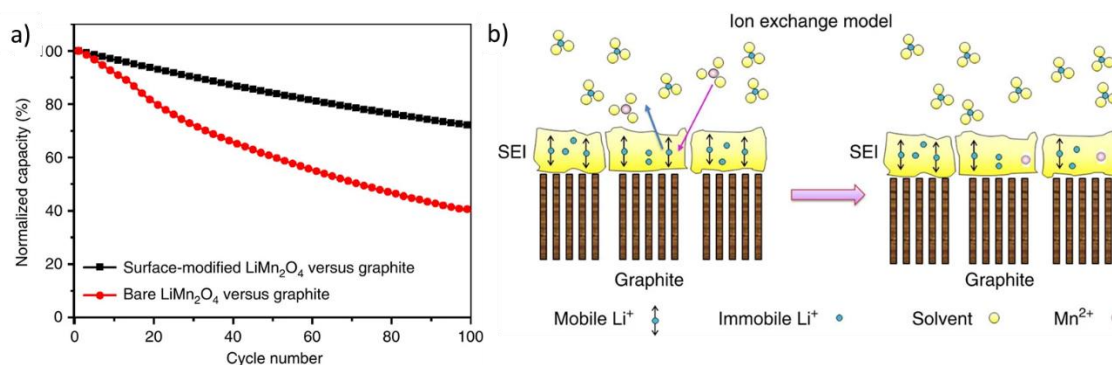 a)
Normalized capacity (%)
100
80
60
40
20
0
Surface-modified LiMn₂O₄ versus graphite
Bare LiMn₂O₄ versus graphite
0 20 40 60 80 100
Cycle number
b)
Ion exchange model
SEI
SEI
Graphite
Graphite
Mobile Li⁺ Immobile Li⁺ Solvent Mn²⁺